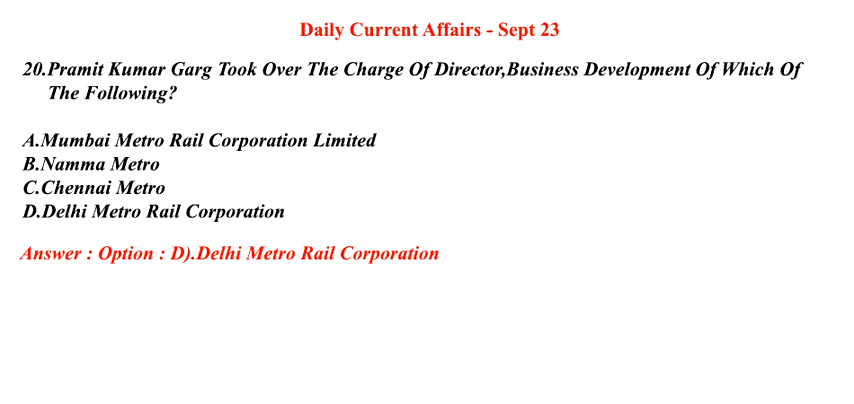 Daily Current Affairs - Sept 23
20.Pramit Kumar Garg Took Over The Charge Of Director,Business Development Of Which Of
The Following?
A.Mumbai Metro Rail Corporation Limited
B.Namma Metro
C.Chennai Metro
D.Delhi Metro Rail Corporation
Answer : Option : D).Delhi Metro Rail Corporation